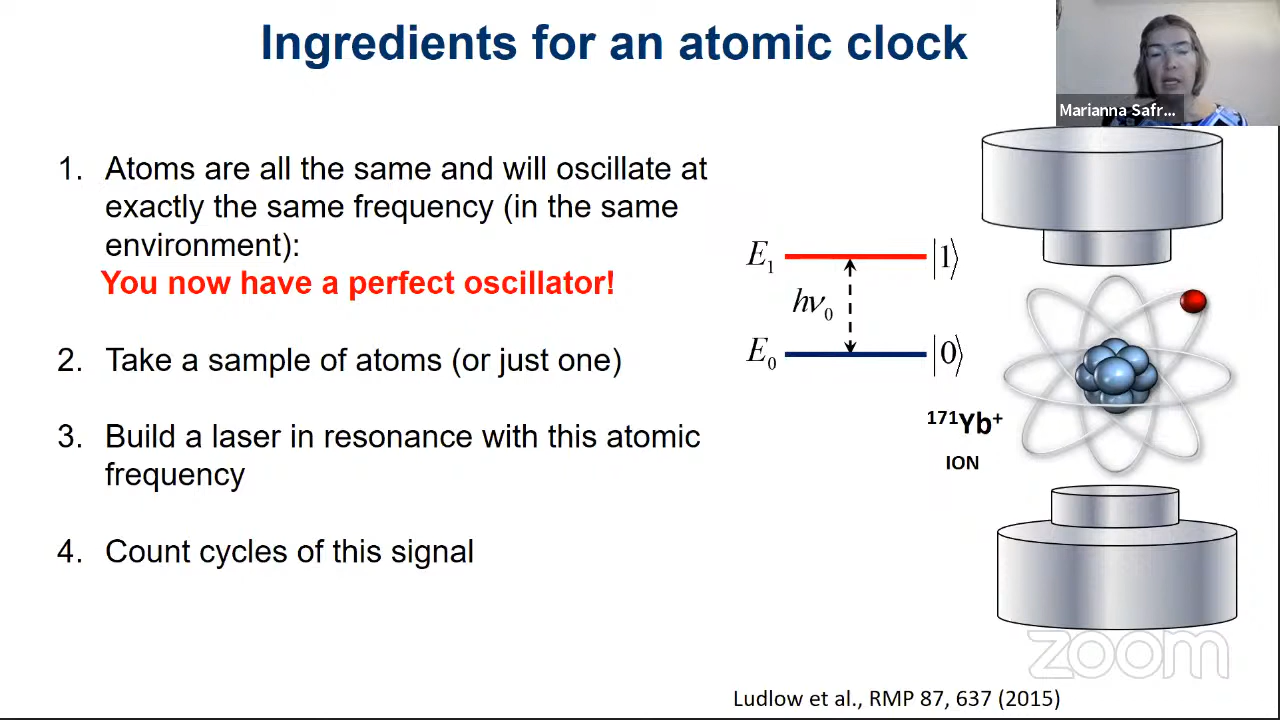 Ingredients for an atomic clock
Marianna Safr...
1. Atoms are all the same and will oscillate at
exactly the same frequency (in the same
environment):
You now have a perfect oscillator!
2. Take a sample of atoms (or just one)
3. Build a laser in resonance with this atomic
frequency
4. Count cycles of this signal
E₁ |1⟩
hν₀
E₀ |0⟩
¹⁷¹Yb⁺
ION
zoom
Ludlow et al., RMP 87, 637 (2015)